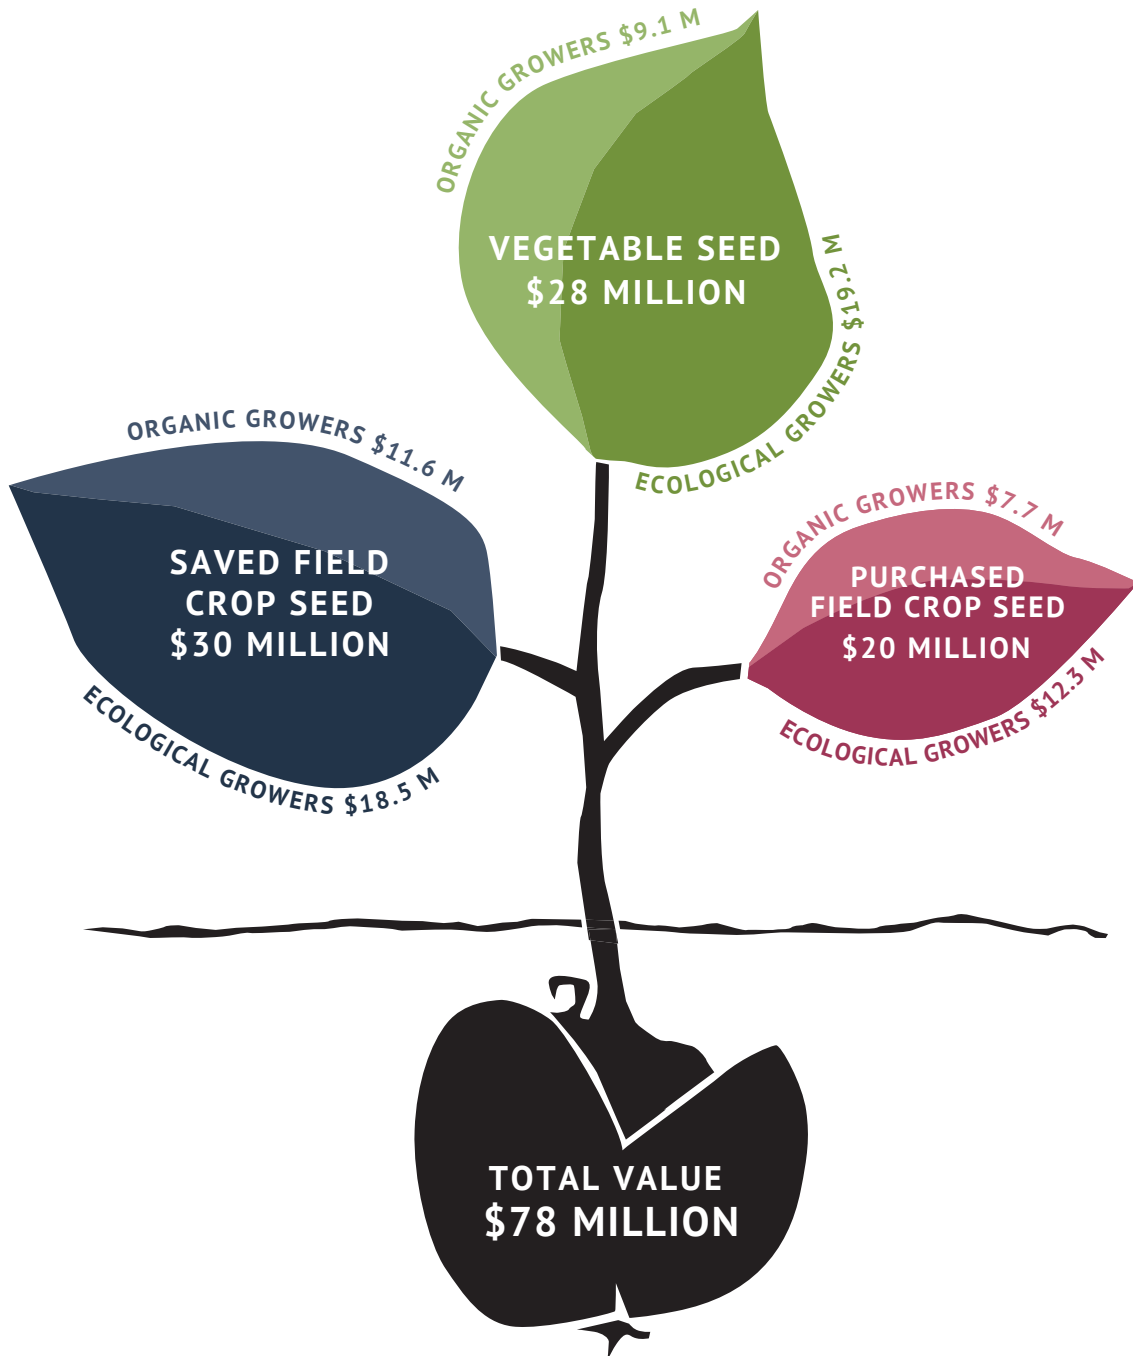 ORGANIC GROWERS $9.1 M
VEGETABLE SEED
$28 MILLION
ECOLOGICAL GROWERS $19.2 M
ORGANIC GROWERS $11.6 M
SAVED FIELD
CROP SEED
$30 MILLION
ECOLOGICAL GROWERS $18.5 M
ORGANIC GROWERS $7.7 M
PURCHASED
FIELD CROP SEED
$20 MILLION
ECOLOGICAL GROWERS $12.3 M
TOTAL VALUE
$78 MILLION